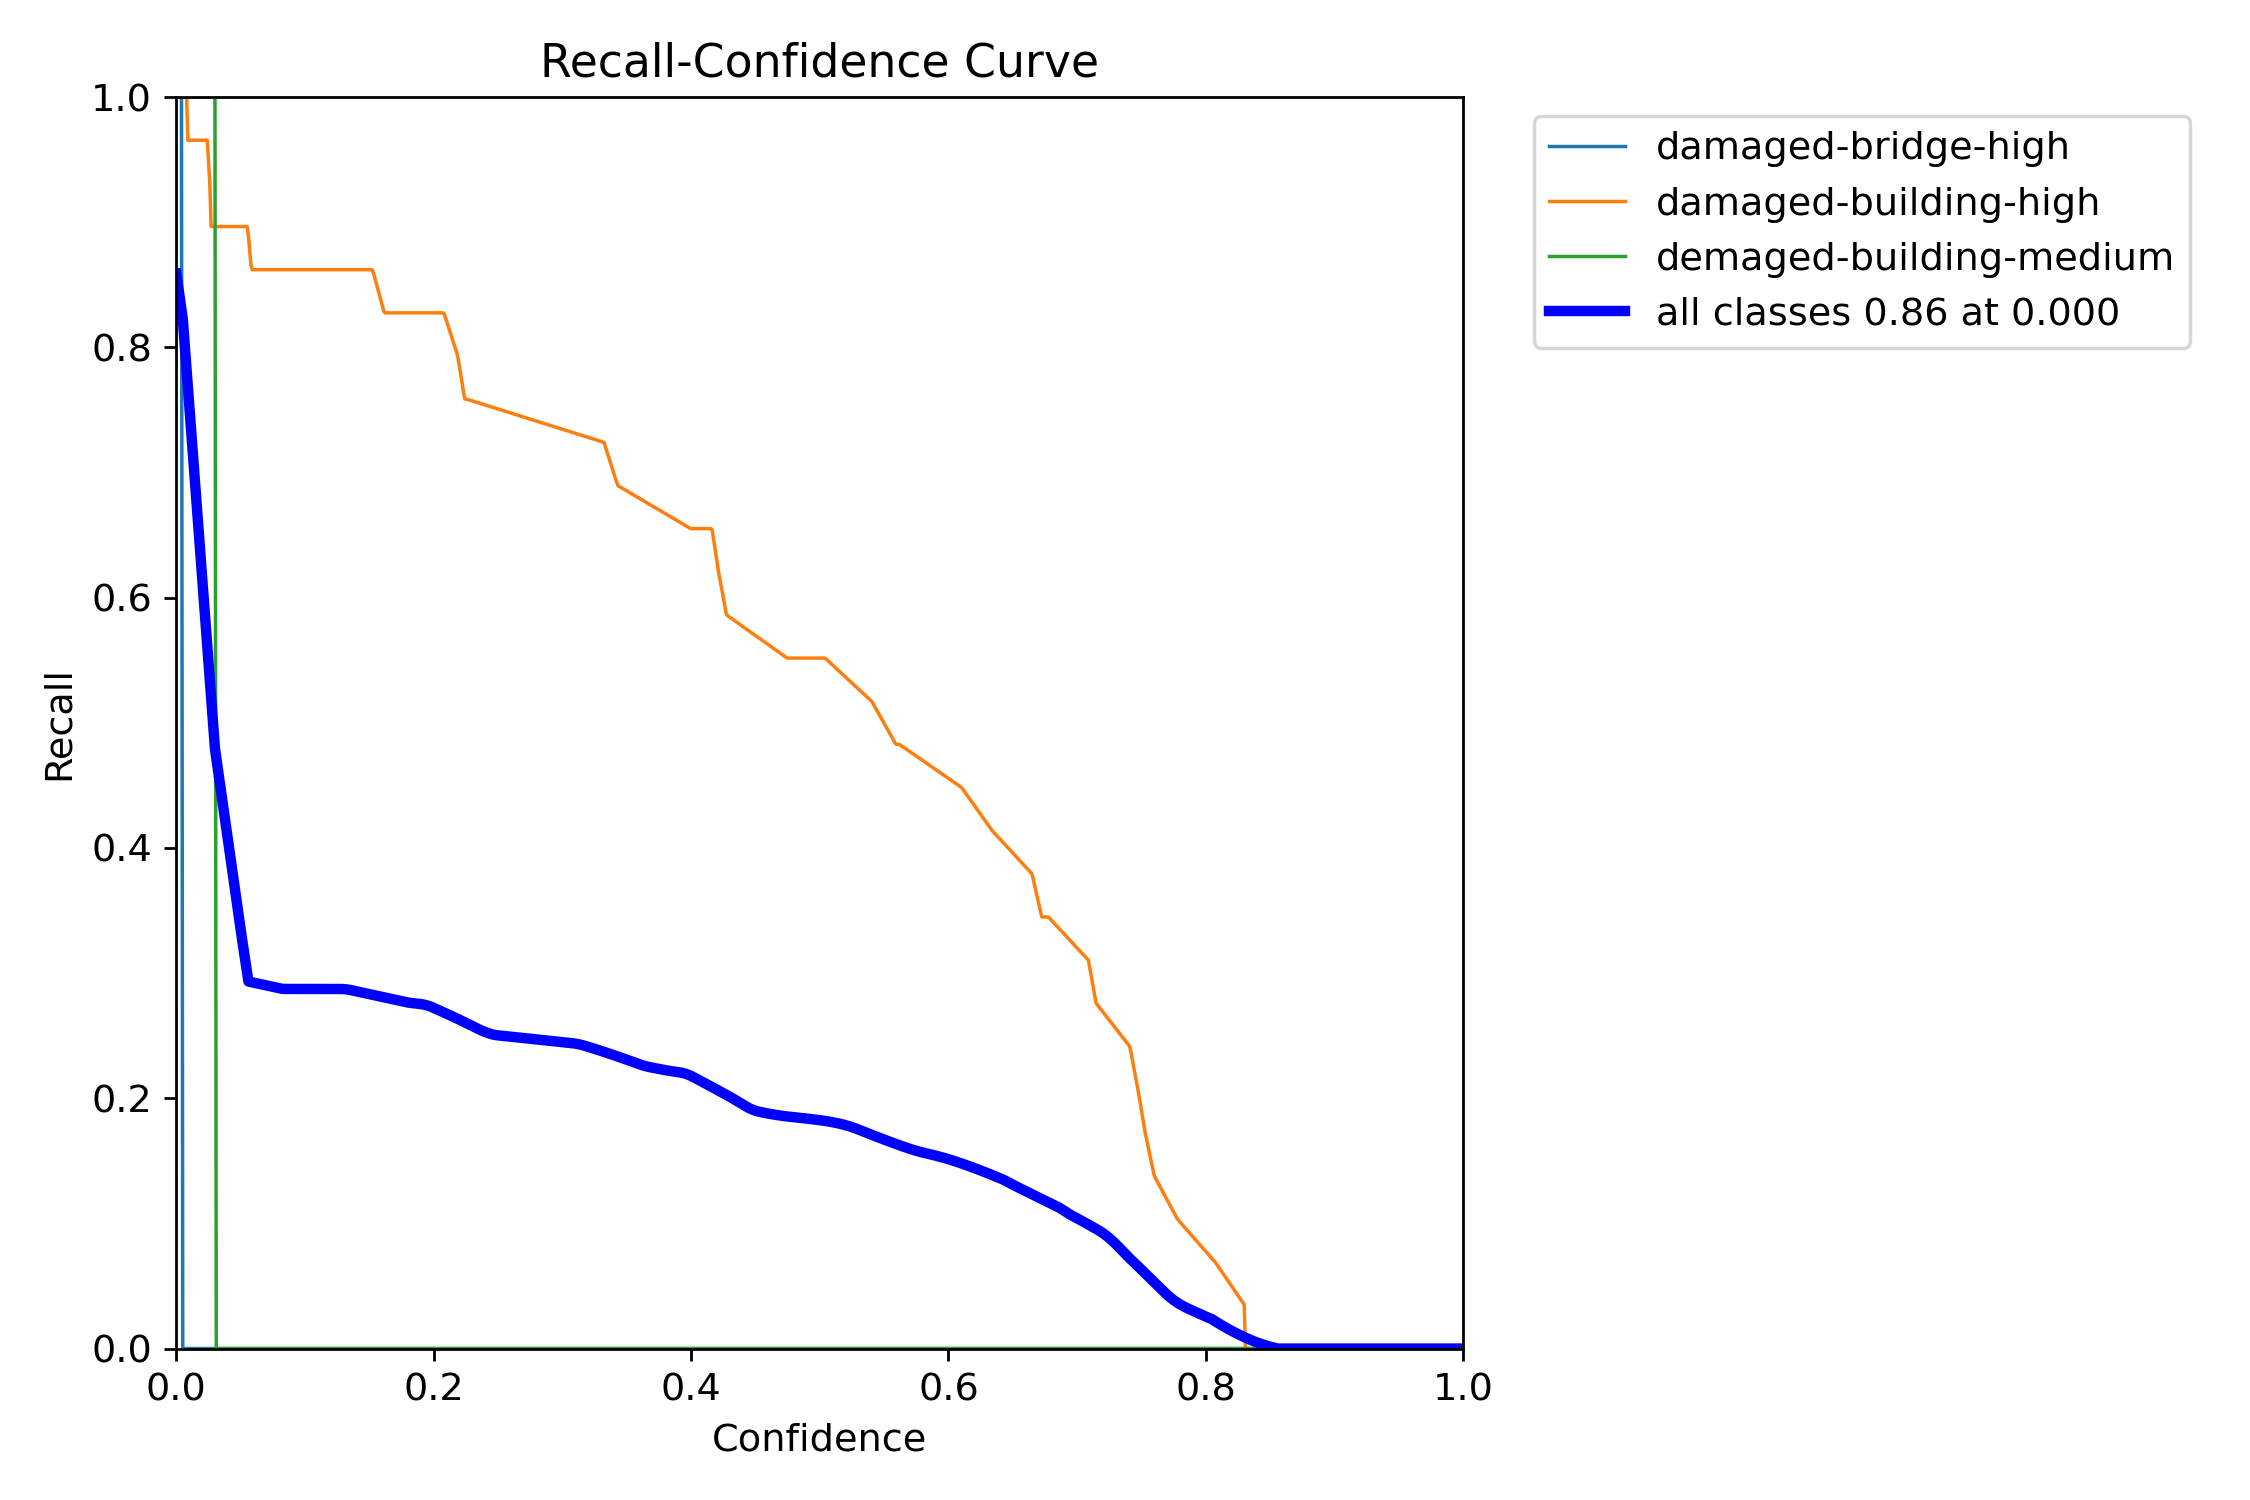 Recall-Confidence Curve
1.0
0.8
0.6
0.4
0.2
0.0
Recall
0.0 0.2 0.4 0.6 0.8 1.0
Confidence
damaged-bridge-high
damaged-building-high
demaged-building-medium
all classes 0.86 at 0.000